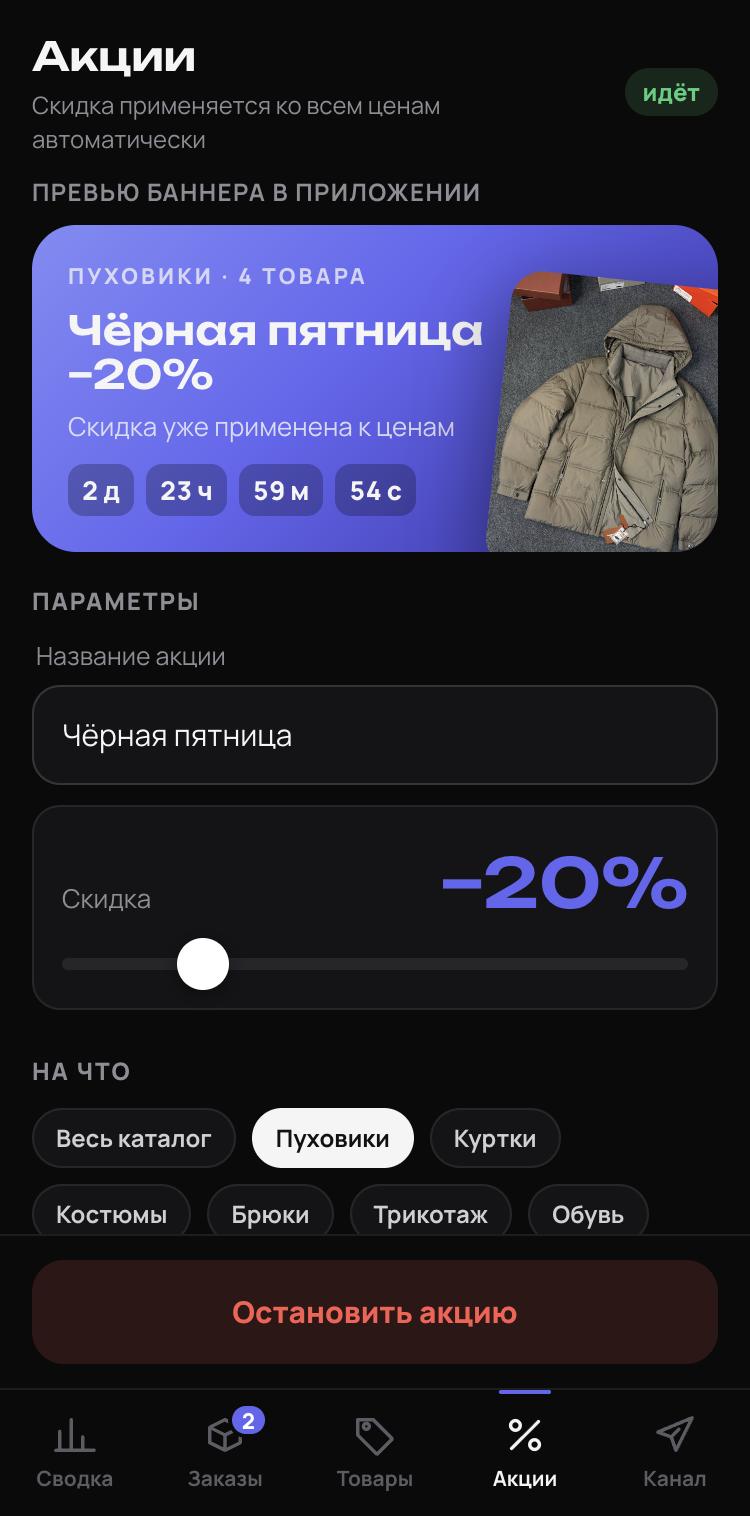 Акции
Скидка применяется ко всем ценам
автоматически
идёт
ПРЕВЬЮ БАННЕРА В ПРИЛОЖЕНИИ
ПУХОВИКИ · 4 ТОВАРА
Чёрная пятница
−20%
Скидка уже применена к ценам
2 д 23 ч 59 м 54 с
ПАРАМЕТРЫ
Название акции
Чёрная пятница
Скидка −20%
НА ЧТО
Весь каталог Пуховики Куртки
Костюмы Брюки Трикотаж Обувь
Остановить акцию
2
Сводка Заказы Товары Акции Канал